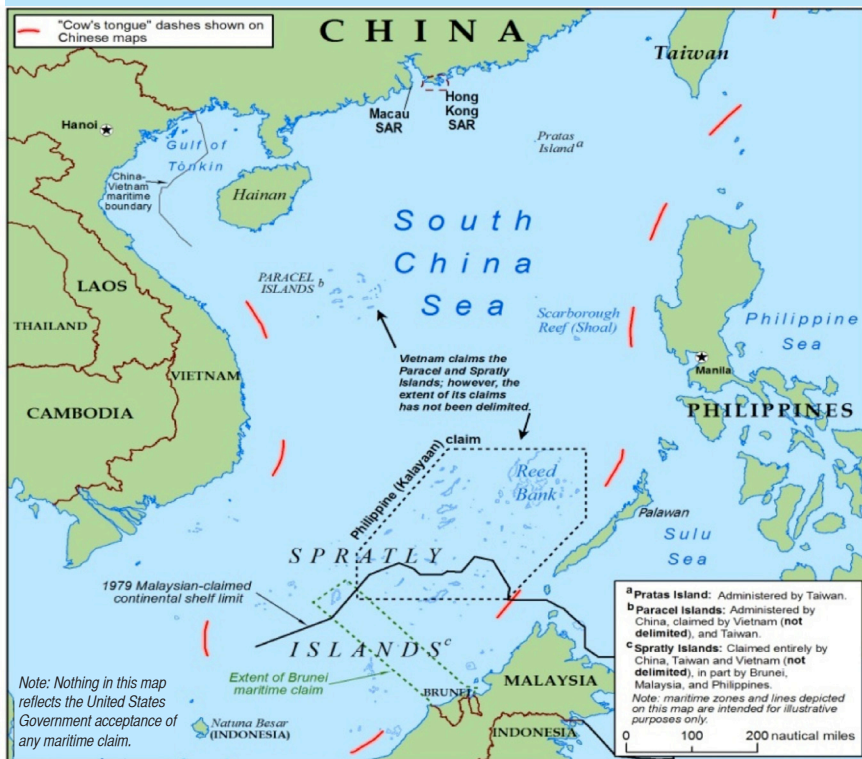 "Cow's tongue" dashes shown on
Chinese maps
CHINA
Taiwan
Hanoi
Macau
SAR
Hong
Kong
SAR
Pratas
Island a
Gulf of
Tonkin
China-
Vietnam
maritime
boundary
Hainan
South
China
Sea
PARACEL
ISLANDS b
LAOS
THAILAND
Scarborough
Reef (Shoal)
Philippine
Sea
Vietnam claims the
Paracel and Spratly
Islands; however, the
extent of its claims
has not been delimited.
Manila
VIETNAM
CAMBODIA
PHILIPPINES
Philippine (Kalayaan) claim
Reed
Bank
Palawan
Sulu
Sea
SPRATLY
1979 Malaysian-claimed
continental shelf limit
ISLANDS c
Extent of Brunei
maritime claim
BRUNEI
MALAYSIA
Natuna Besar
(INDONESIA)
INDONESIA
Note: Nothing in this map
reflects the United States
Government acceptance of
any maritime claim.
a Pratas Island: Administered by Taiwan.
b Paracel Islands: Administered by
China, claimed by Vietnam (not
delimited), and Taiwan.
c Spratly Islands: Claimed entirely by
China, Taiwan and Vietnam (not
delimited), in part by Brunei,
Malaysia, and Philippines.
Note: maritime zones and lines depicted
on this map are intended for illustrative
purposes only.
0 100 200 nautical miles